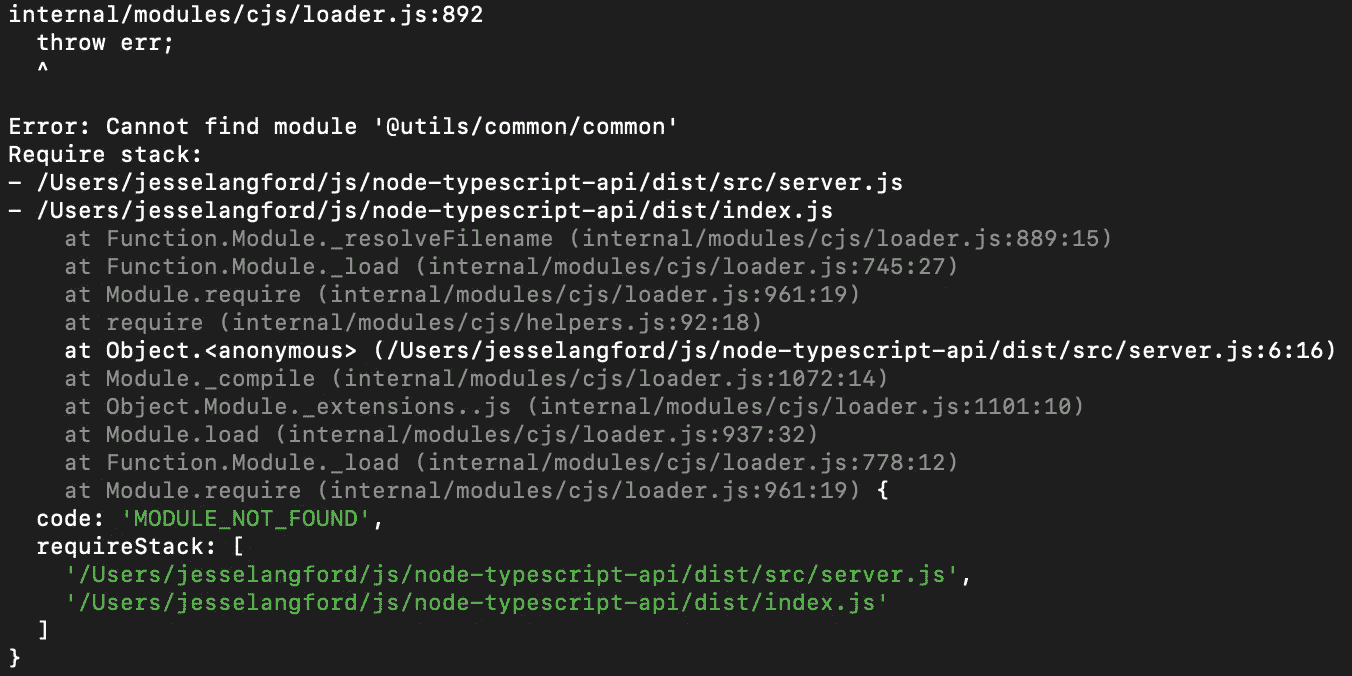 internal/modules/cjs/loader.js:892
  throw err;
  ^

Error: Cannot find module '@utils/common/common'
Require stack:
- /Users/jesselangford/js/node-typescript-api/dist/src/server.js
- /Users/jesselangford/js/node-typescript-api/dist/index.js
    at Function.Module._resolveFilename (internal/modules/cjs/loader.js:889:15)
    at Function.Module._load (internal/modules/cjs/loader.js:745:27)
    at Module.require (internal/modules/cjs/loader.js:961:19)
    at require (internal/modules/cjs/helpers.js:92:18)
    at Object.<anonymous> (/Users/jesselangford/js/node-typescript-api/dist/src/server.js:6:16)
    at Module._compile (internal/modules/cjs/loader.js:1072:14)
    at Object.Module._extensions..js (internal/modules/cjs/loader.js:1101:10)
    at Module.load (internal/modules/cjs/loader.js:937:32)
    at Function.Module._load (internal/modules/cjs/loader.js:778:12)
    at Module.require (internal/modules/cjs/loader.js:961:19) {
  code: 'MODULE_NOT_FOUND',
  requireStack: [
    '/Users/jesselangford/js/node-typescript-api/dist/src/server.js',
    '/Users/jesselangford/js/node-typescript-api/dist/index.js'
  ]
}